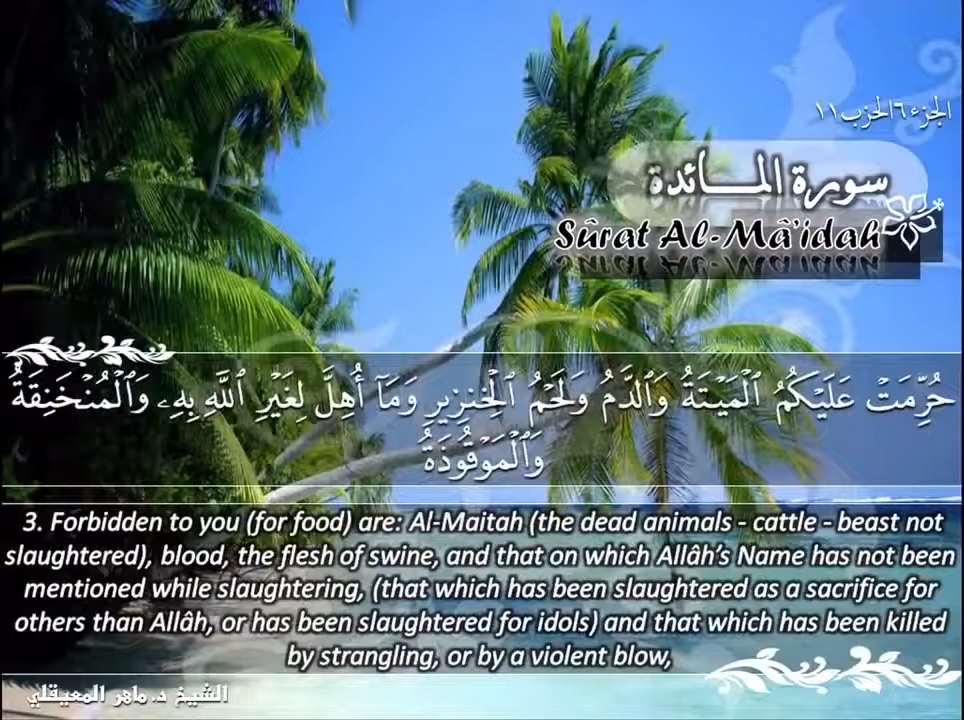 الجزء ٦ الحزب ١١
سورة المائدة
Sûrat Al-Mâ'idah
حُرِّمَتْ عَلَيْكُمُ ٱلْمَيْتَةُ وَٱلدَّمُ وَلَحْمُ ٱلْخِنزِيرِ وَمَآ أُهِلَّ لِغَيْرِ ٱللَّهِ بِهِۦ وَٱلْمُنْخَنِقَةُ
وَٱلْمَوْقُوذَةُ
3. Forbidden to you (for food) are: Al-Maitah (the dead animals - cattle - beast not
slaughtered), blood, the flesh of swine, and that on which Allâh's Name has not been
mentioned while slaughtering, (that which has been slaughtered as a sacrifice for
others than Allâh, or has been slaughtered for idols) and that which has been killed
by strangling, or by a violent blow,
الشيخ د. ماهر المعيقلي